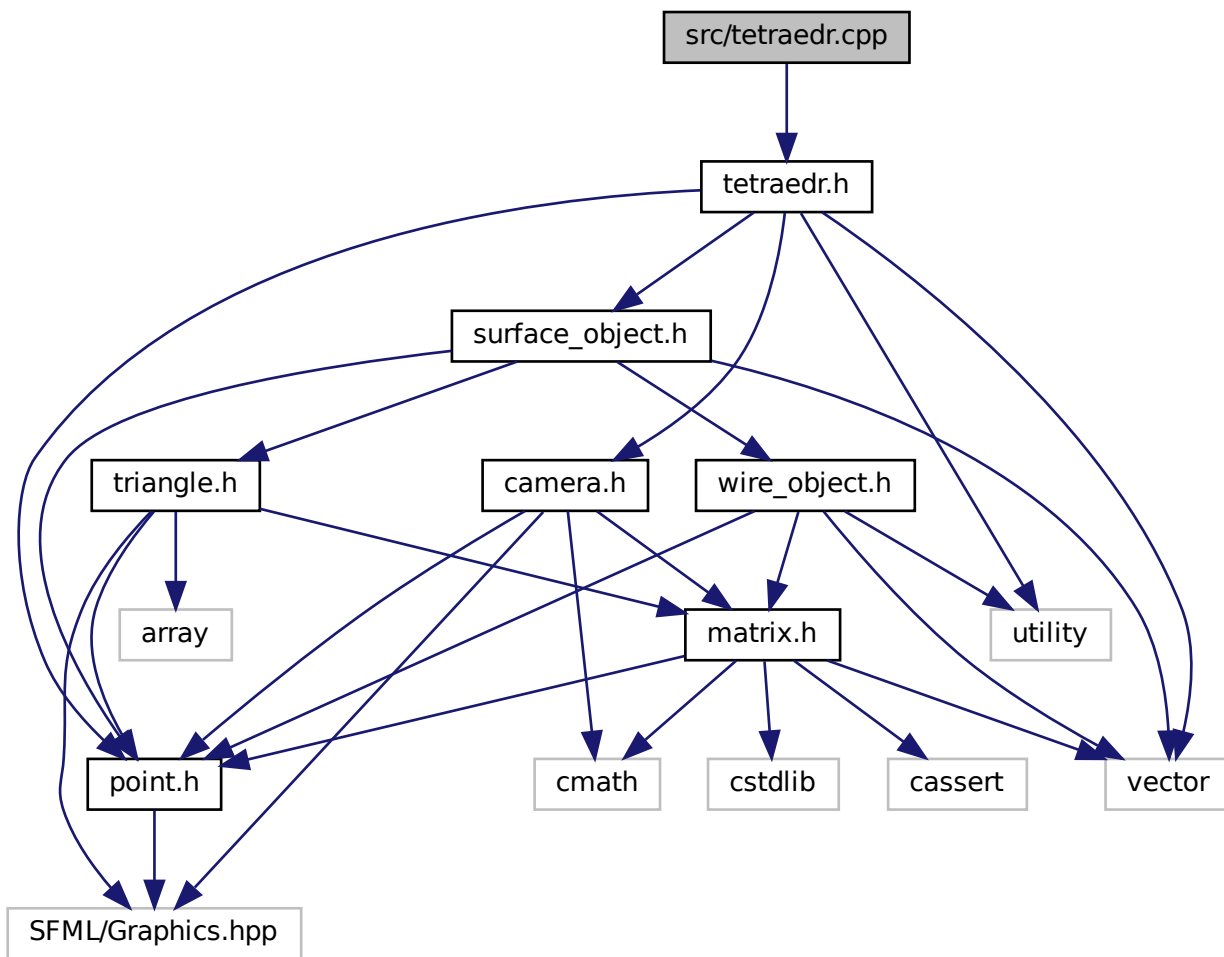 src/tetraedr.cpp
tetraedr.h
surface_object.h
triangle.h
camera.h
wire_object.h
array
matrix.h
utility
point.h
cmath
cstdlib
cassert
vector
SFML/Graphics.hpp